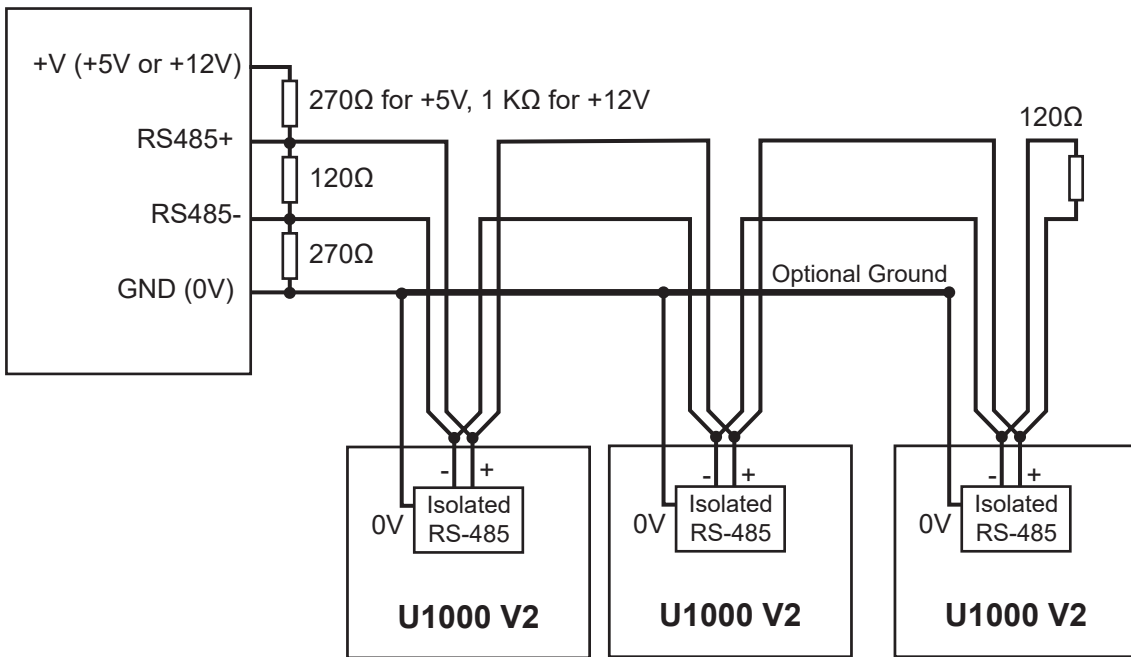 +V (+5V or +12V)
270Ω for +5V, 1 KΩ for +12V
120Ω
RS485+
120Ω
RS485-
270Ω
GND (0V)
Optional Ground
- +
Isolated
RS-485
0V
U1000 V2
- +
Isolated
RS-485
0V
U1000 V2
- +
Isolated
RS-485
0V
U1000 V2